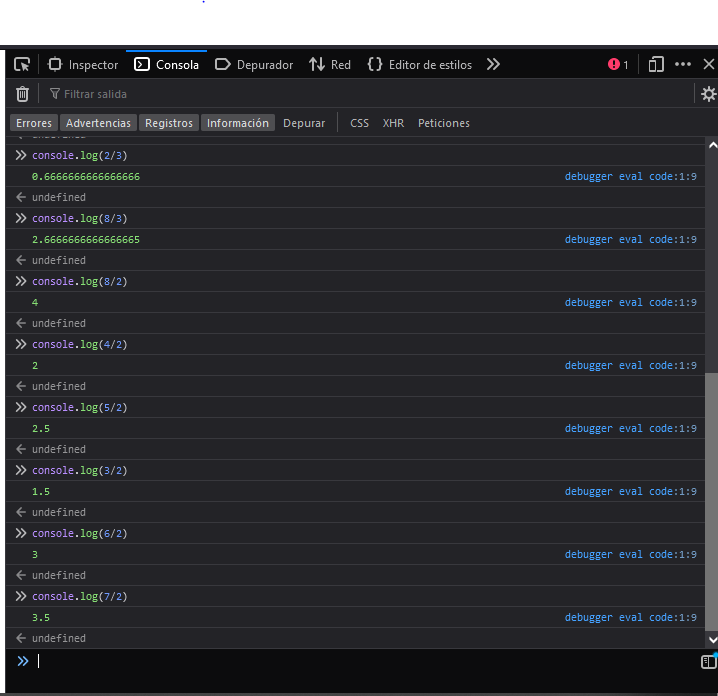 Inspector Consola Depurador Red Editor de estilos 1
Filtrar salida
Errores Advertencias Registros Información Depurar CSS XHR Peticiones
undefined
console.log(2/3)
0.6666666666666666 debugger eval code:1:9
undefined
console.log(8/3)
2.6666666666666665 debugger eval code:1:9
undefined
console.log(8/2)
4 debugger eval code:1:9
undefined
console.log(4/2)
2 debugger eval code:1:9
undefined
console.log(5/2)
2.5 debugger eval code:1:9
undefined
console.log(3/2)
1.5 debugger eval code:1:9
undefined
console.log(6/2)
3 debugger eval code:1:9
undefined
console.log(7/2)
3.5 debugger eval code:1:9
undefined